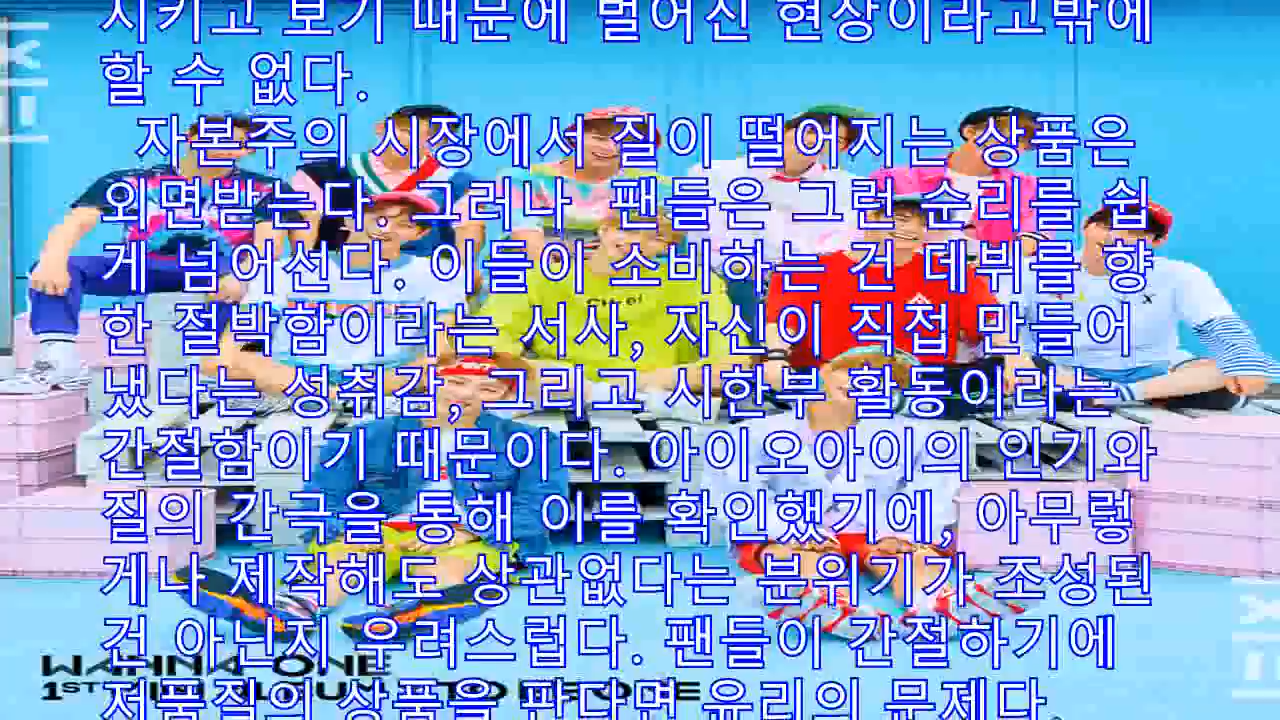 시키고 보기 때문에 벌어진 현상이라고밖에
할 수 없다.
자본주의 시장에서 질이 떨어지는 상품은
외면받는다. 그러나 팬들은 그런 순리를 쉽
게 넘어선다. 이들이 소비하는 건 데뷔를 향
한 절박함이라는 서사, 자신이 직접 만들어
냈다는 성취감, 그리고 시한부 활동이라는
간절함이기 때문이다. 아이오아이의 인기와
질의 간극을 통해 이를 확인했기에, 아무렇
게나 제작해도 상관없다는 분위기가 조성된
건 아닌지 우려스럽다. 팬들이 간절하기에
저품질의 상품을 판다면 윤리의 문제다.
WANNA ONE
1ST MINI ALBUM TO BE ONE